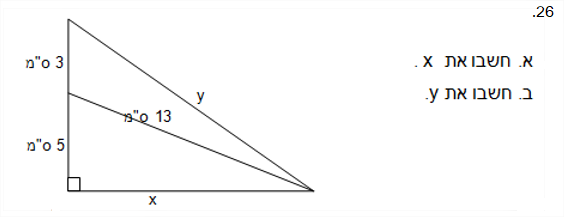 26.
א. חשבו את x .
ב. חשבו את y.
3 ס"מ
y
13 ס"מ
5 ס"מ
x